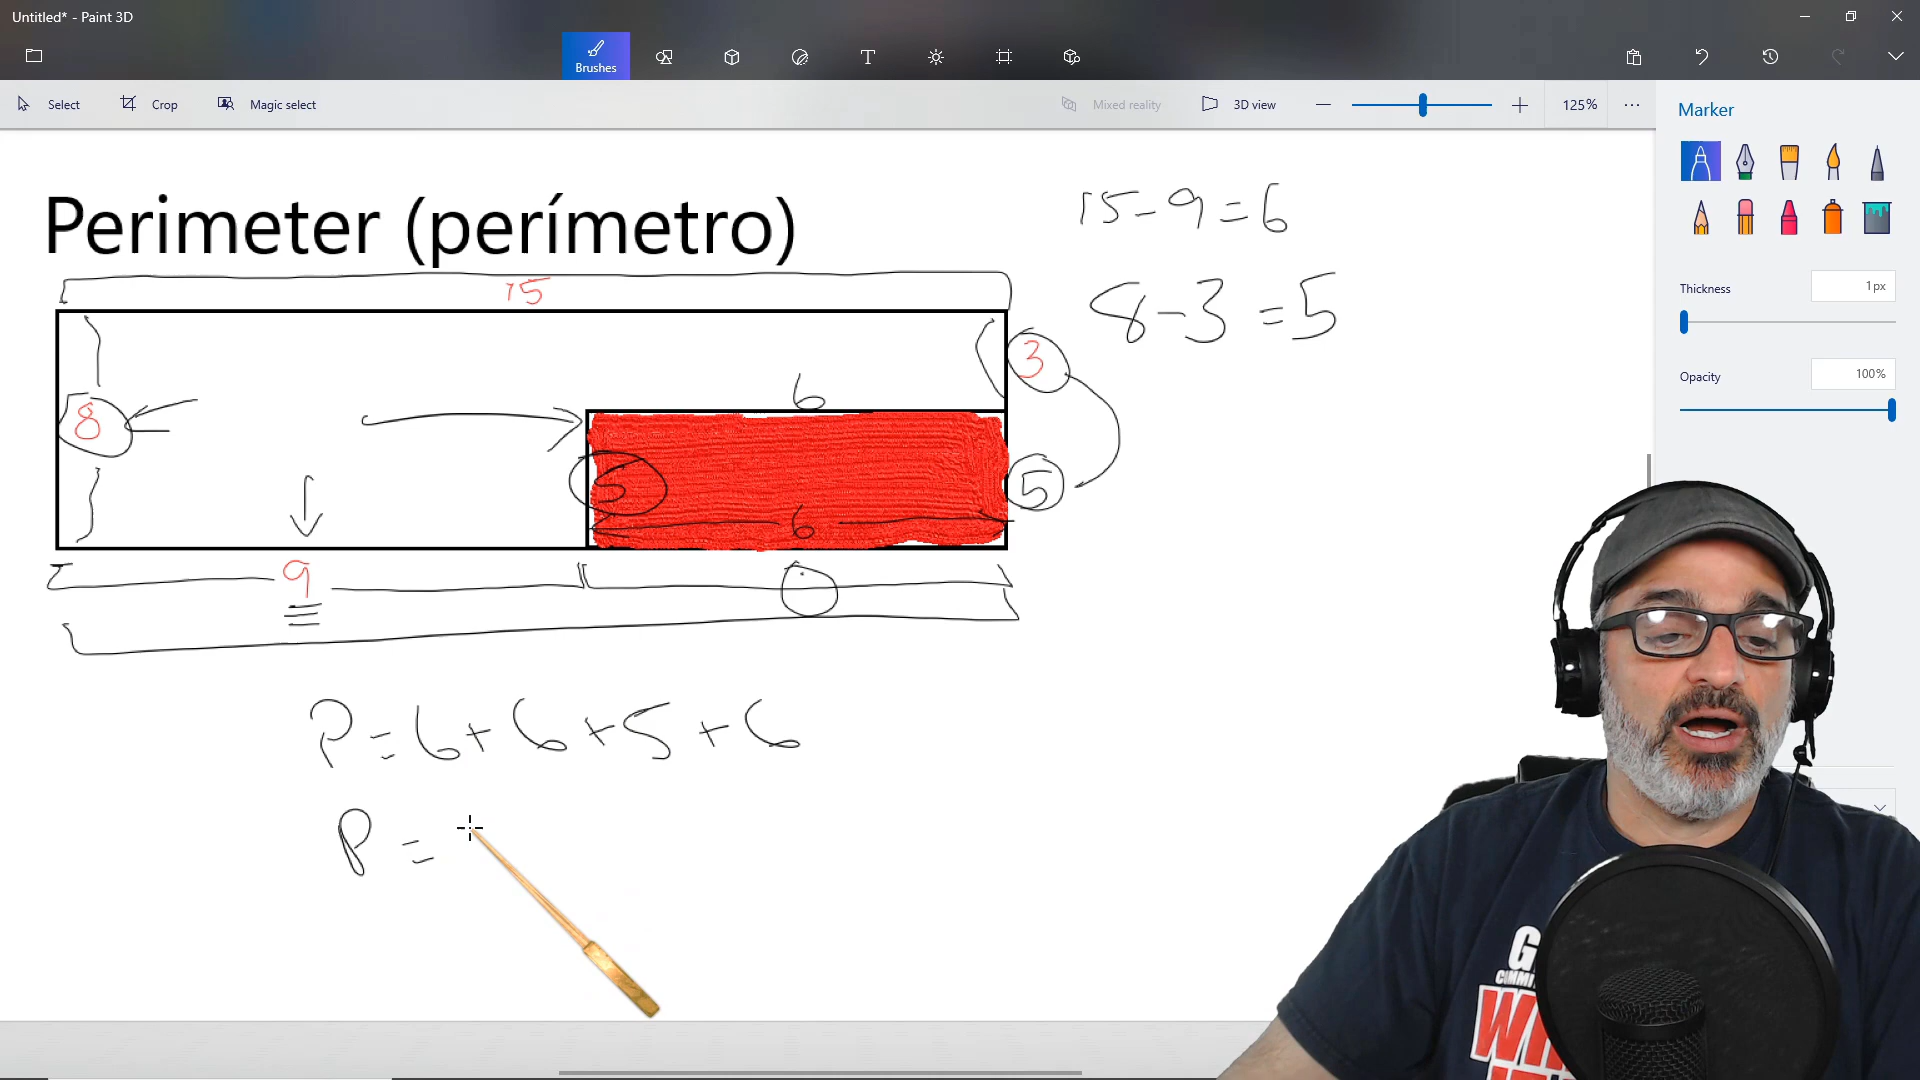 Untitled* - Paint 3D
Brushes
Select
Crop
Magic select
Mixed reality
3D view
125%
Marker
Thickness
1px
Opacity
100%
Perimeter (perímetro)
15
8
3
6
5
5
6
9
15-9=6
8-3=5
P=6+6+5+6
P=